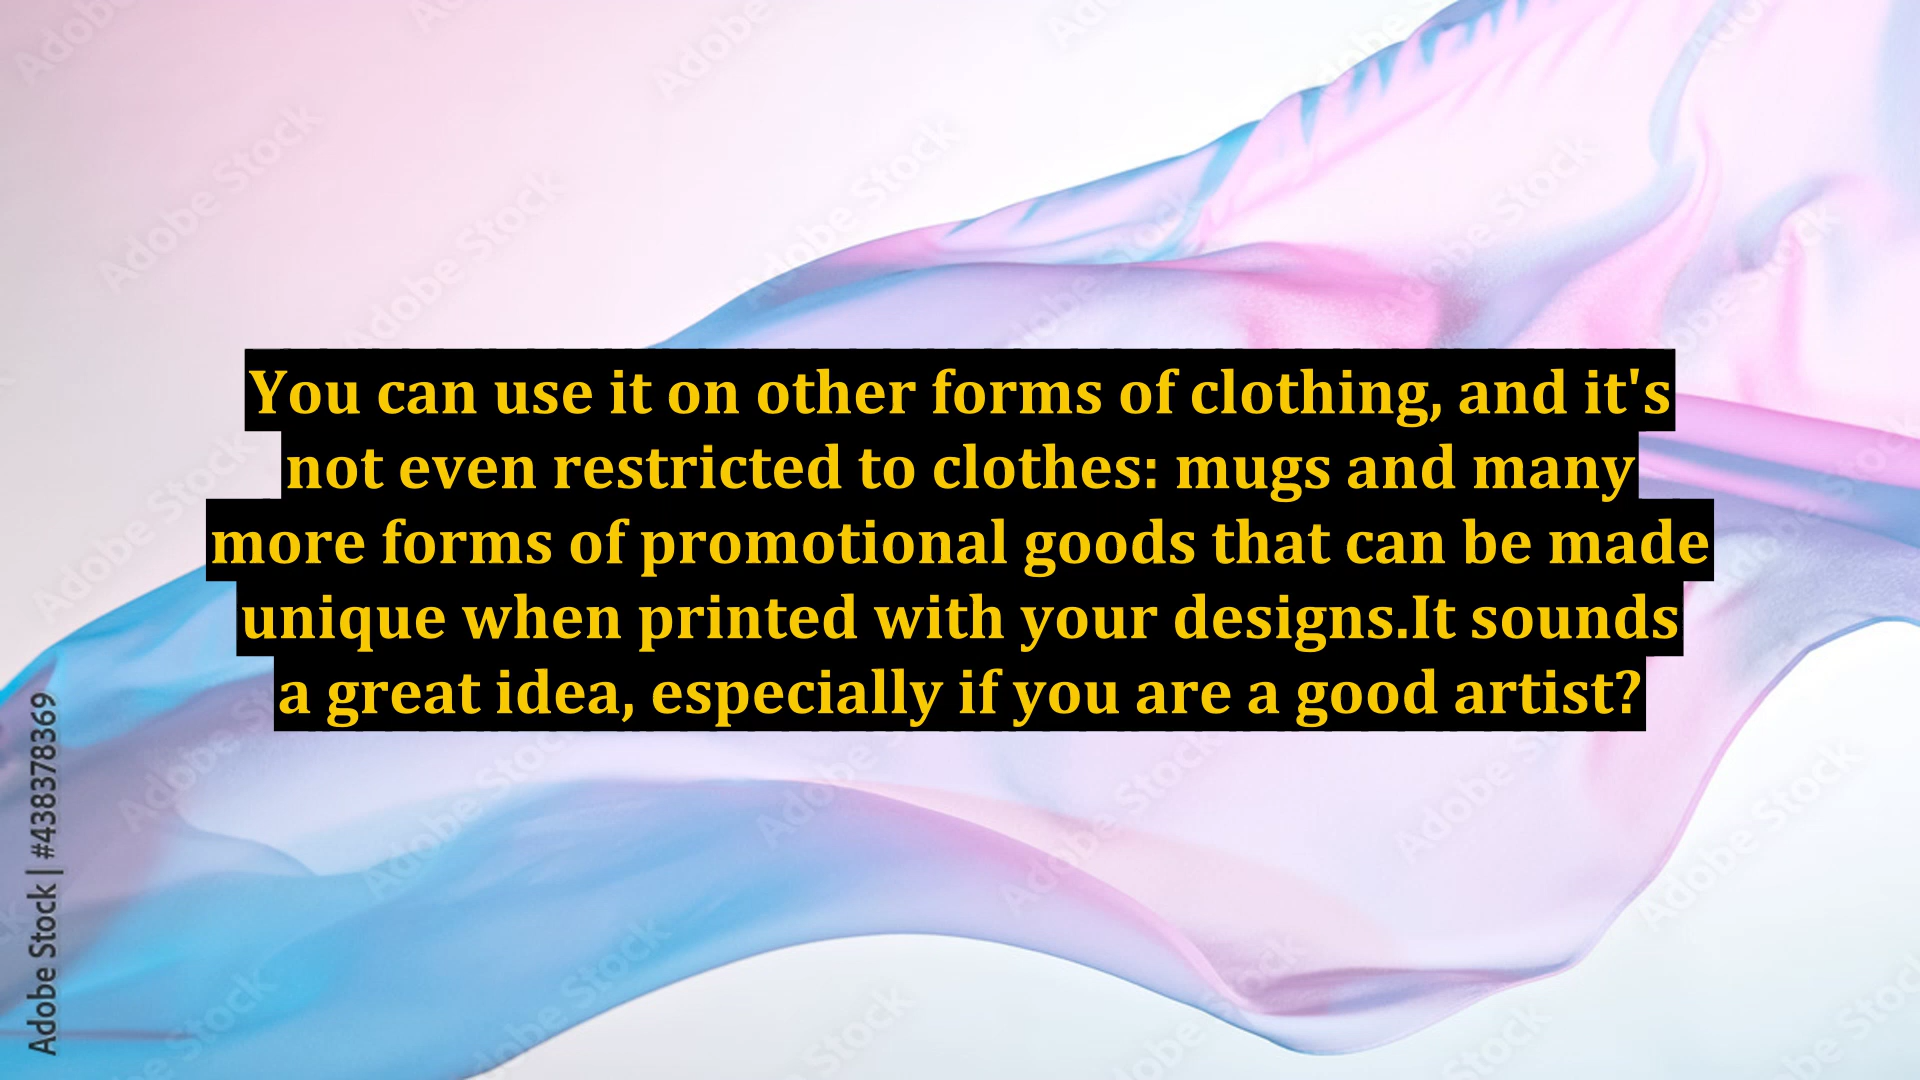 You can use it on other forms of clothing, and it's
not even restricted to clothes: mugs and many
more forms of promotional goods that can be made
unique when printed with your designs.It sounds
a great idea, especially if you are a good artist?
Adobe Stock | #438378369